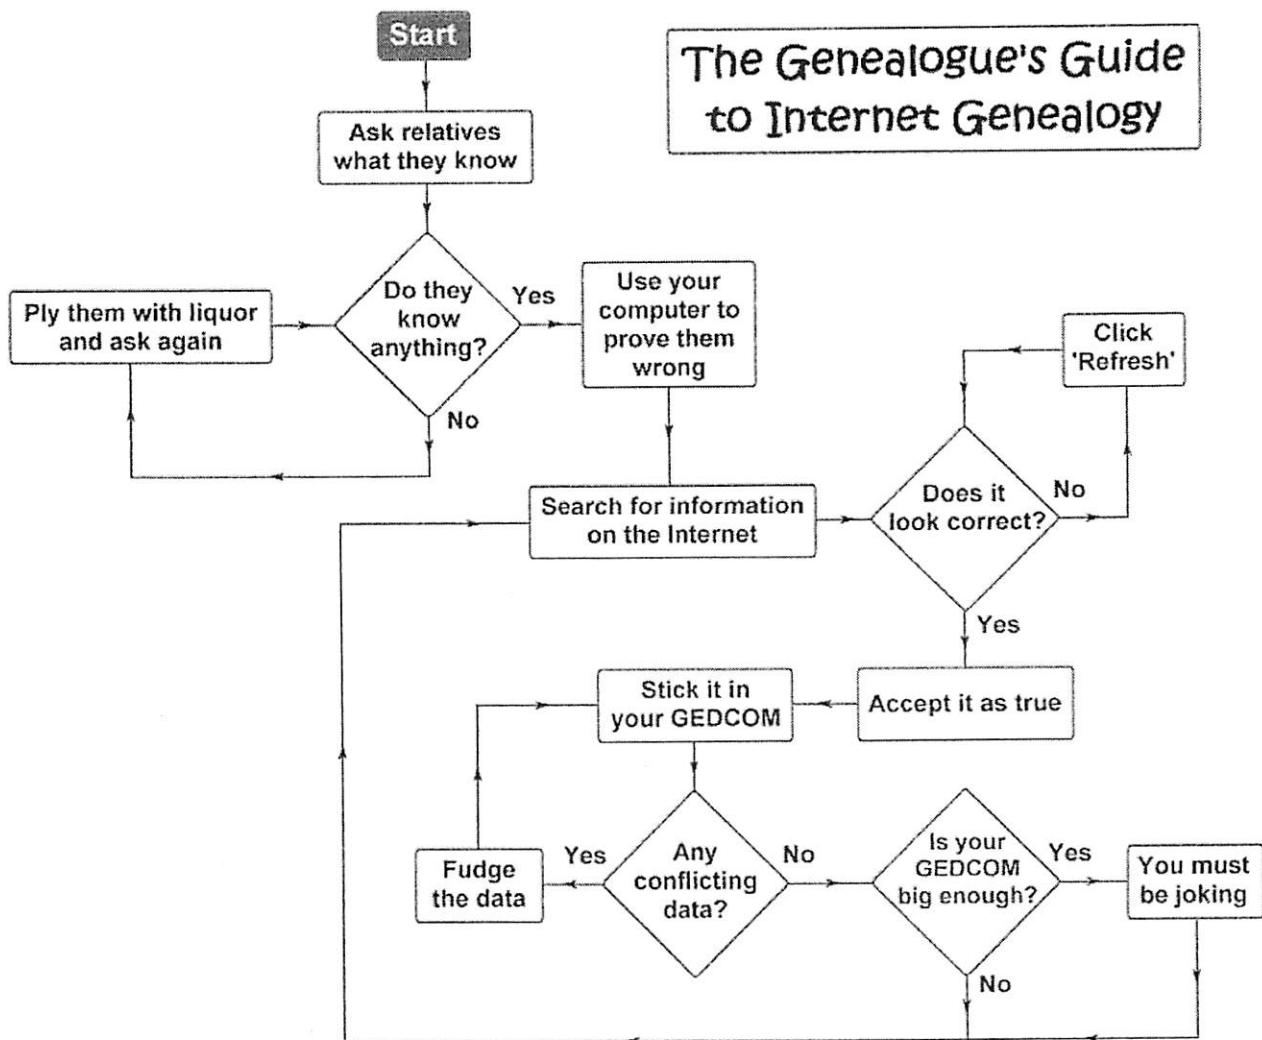 Start
The Genealogue's Guide
to Internet Genealogy
Ask relatives
what they know
Do they
know
anything?
Yes
No
Ply them with liquor
and ask again
Use your
computer to
prove them
wrong
Click
'Refresh'
Search for information
on the Internet
Does it
look correct?
No
Yes
Accept it as true
Stick it in
your GEDCOM
Any
conflicting
data?
Yes
Fudge
the data
No
Is your
GEDCOM
big enough?
Yes
You must
be joking
No